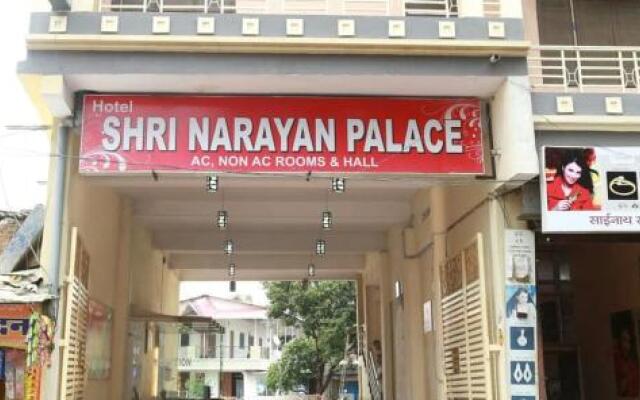 Hotel
SHRI NARAYAN PALACE
AC, NON AC ROOMS & HALL
साईनाथ